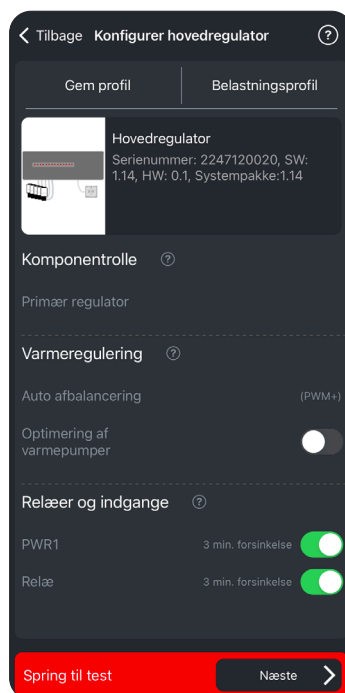 Tilbage Konfigurer hovedregulator ?
Gem profil Belastningsprofil
Hovedregulator
Serienummer: 2247120020, SW:
1.14, HW: 0.1, Systempakke:1.14
Komponentrolle ?
Primær regulator
Varmeregulering ?
Auto afbalancering (PWM+)
Optimering af
varmepumper
Relæer og indgange ?
PWR1 3 min. forsinkelse
Relæ 3 min. forsinkelse
Spring til test Næste